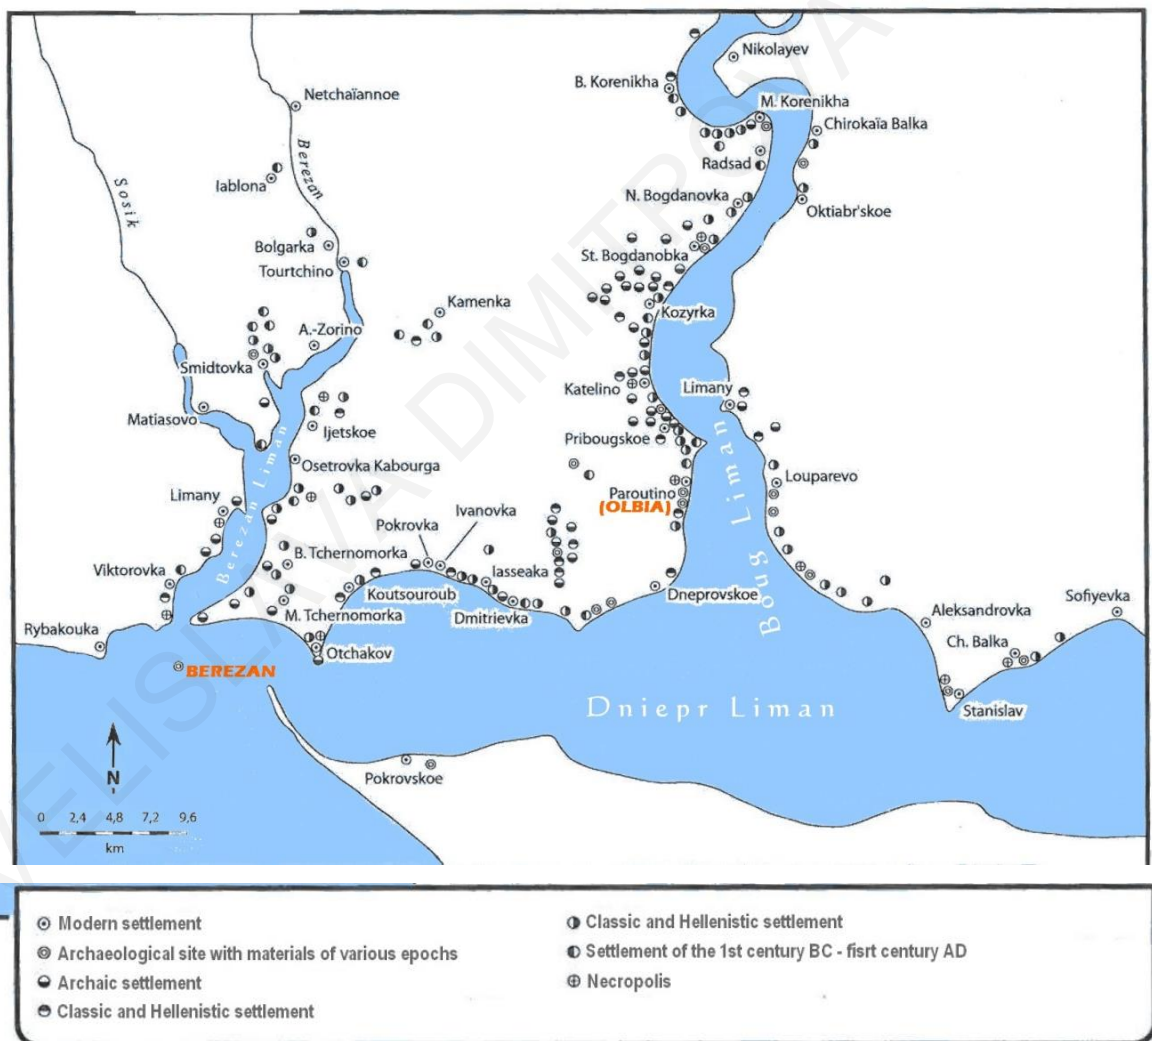 Nikolayev
B. Korenikha
Netchaïannoe
M. Korenikha
Chirokaïa Balka
Berezan
Radsad
Iablona
Sosik
N. Bogdanovka
Oktiabr'skoe
Bolgarka
St. Bogdanobka
Tourtchino
Kamenka
Kozyrka
A.-Zorino
Smidtovka
Katelino
Limany
Matiasovo
Ijetskoe
Pribougskoe
Osetrovka Kabourga
Louparevo
Limany
Paroutino
(OLBIA)
Ivanovka
Pokrovka
Berezan Liman
Boug Liman
B. Tchernomorka
Iasseaka
Viktorovka
Koutsouroub
Dneprovskoe
Sofiyevka
M. Tchernomorka
Dmitrievka
Aleksandrovka
Rybakouka
Ch. Balka
Otchakov
BEREZAN
Dniepr Liman
Stanislav
N
Pokrovskoe
0 2,4 4,8 7,2 9,6
km
Modern settlement
Archaeological site with materials of various epochs
Archaic settlement
Classic and Hellenistic settlement
Classic and Hellenistic settlement
Settlement of the 1st century BC - fisrt century AD
Necropolis
VELISLAVA DIMITROVA